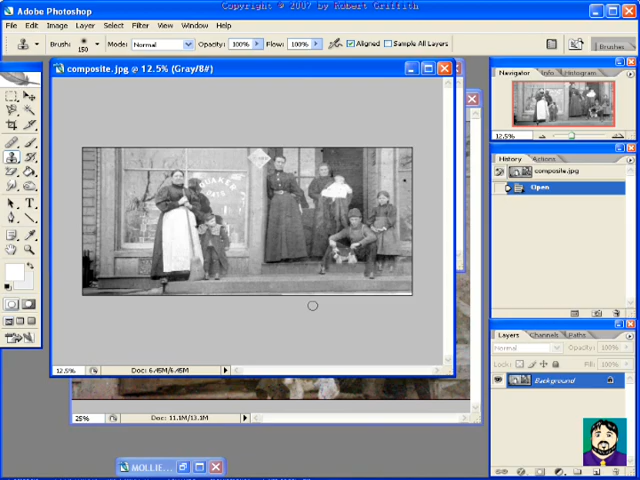 Copyright © 2007 by Robert Griffith
Adobe Photoshop
File Edit Image Layer Select Filter View Window Help
Brush: 150 Mode: Normal Opacity: 100% Flow: 100% Aligned Sample All Layers Brushes
composite.jpg @ 12.5% (Gray/8#)
QUAKER
Navigator Info Histogram
12.5%
History Actions
composite.jpg
Open
Layers Channels Paths
Normal Opacity: 100%
Lock: Fill: 100%
Background
12.5% Doc: 6.45M/6.45M
25% Doc: 11.1M/13.1M
MOLLIE...